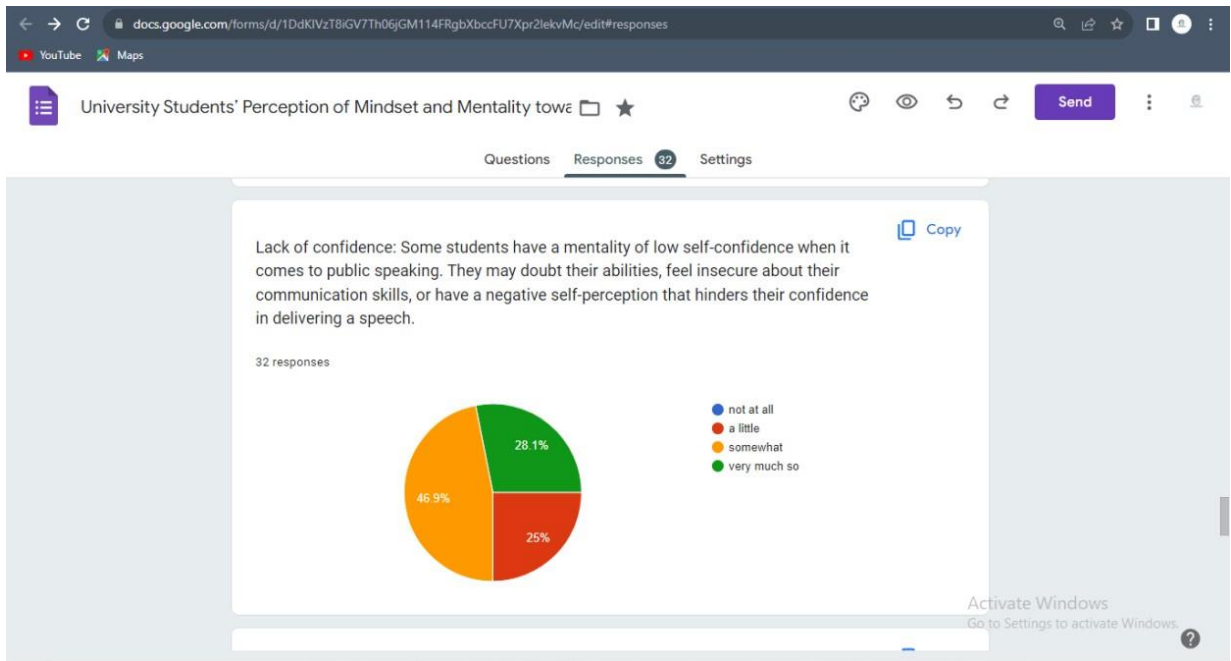 docs.google.com/forms/d/1DdKIVzT8iGV7Th06jGM114FRgbXbccFU7Xpr2lekvMc/edit#responses
YouTube Maps
University Students' Perception of Mindset and Mentality towa
Send
Questions Responses 32 Settings
Copy
Lack of confidence: Some students have a mentality of low self-confidence when it
comes to public speaking. They may doubt their abilities, feel insecure about their
communication skills, or have a negative self-perception that hinders their confidence
in delivering a speech.
32 responses
not at all
a little
somewhat
very much so
28.1%
46.9%
25%
Activate Windows
Go to Settings to activate Windows.